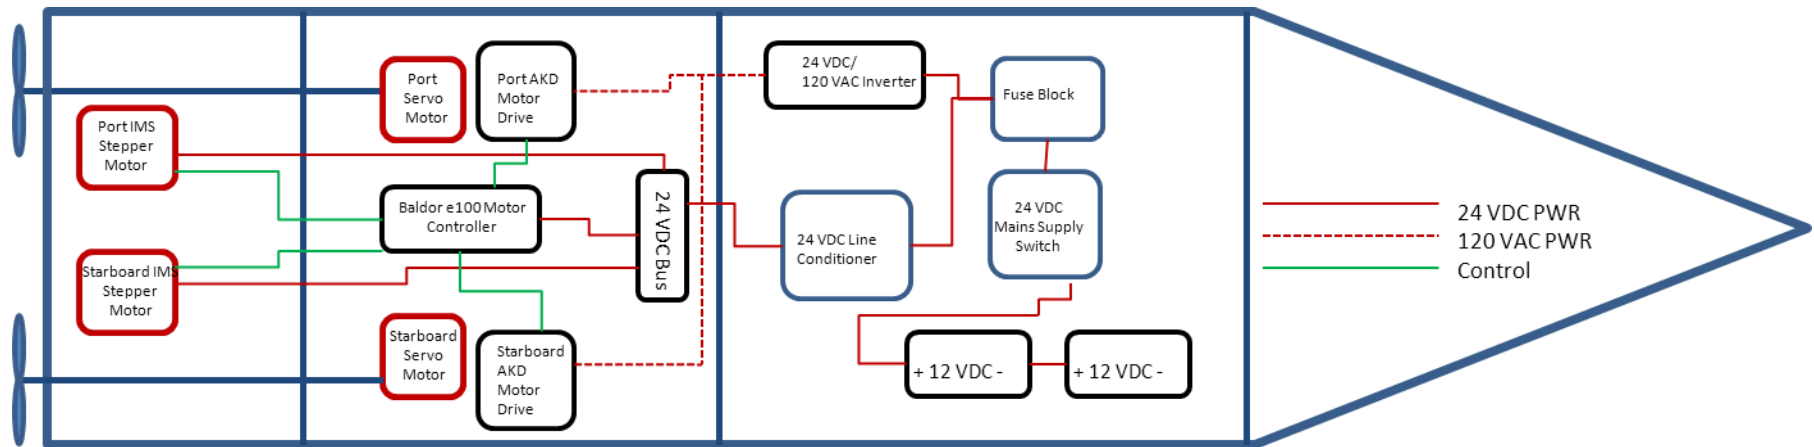 Port
Servo
Motor
Port AKD
Motor
Drive
24 VDC/
120 VAC Inverter
Fuse Block
Port IMS
Stepper
Motor
Baldor e100 Motor
Controller
24 VDC Bus
24 VDC Line
Conditioner
24 VDC
Mains Supply
Switch
24 VDC PWR
120 VAC PWR
Control
Starboard IMS
Stepper
Motor
Starboard
Servo
Motor
Starboard
AKD
Motor
Drive
+ 12 VDC -
+ 12 VDC -